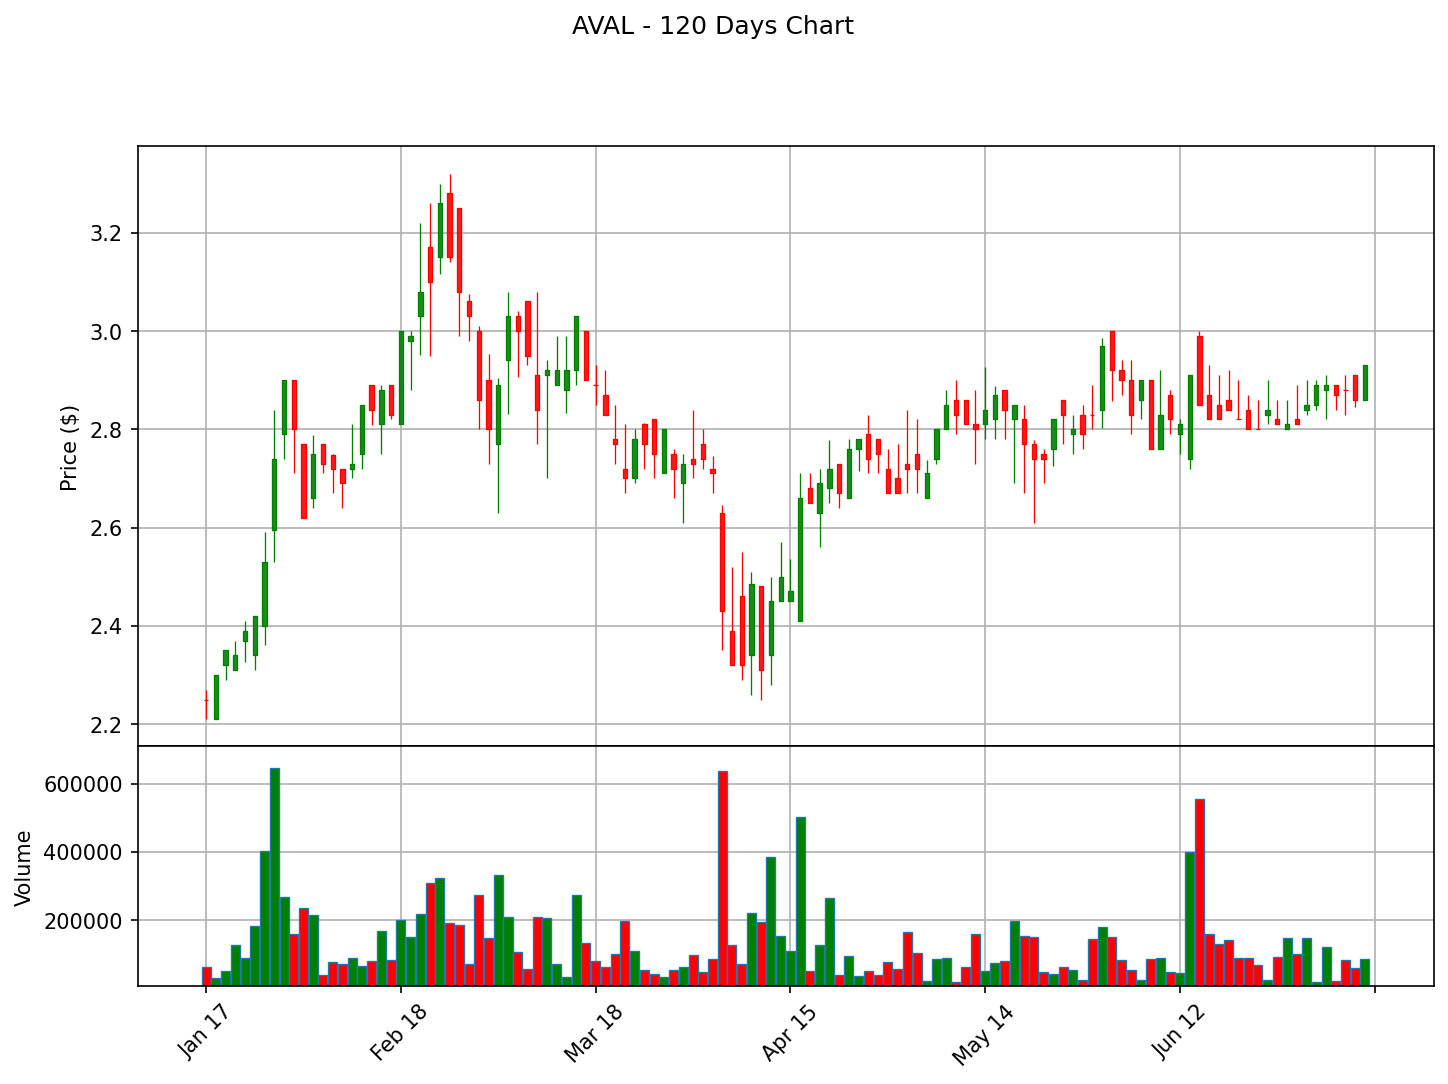 AVAL - 120 Days Chart
Price ($)
3.2
3.0
2.8
2.6
2.4
2.2
Volume
600000
400000
200000
Jan 17
Feb 18
Mar 18
Apr 15
May 14
Jun 12